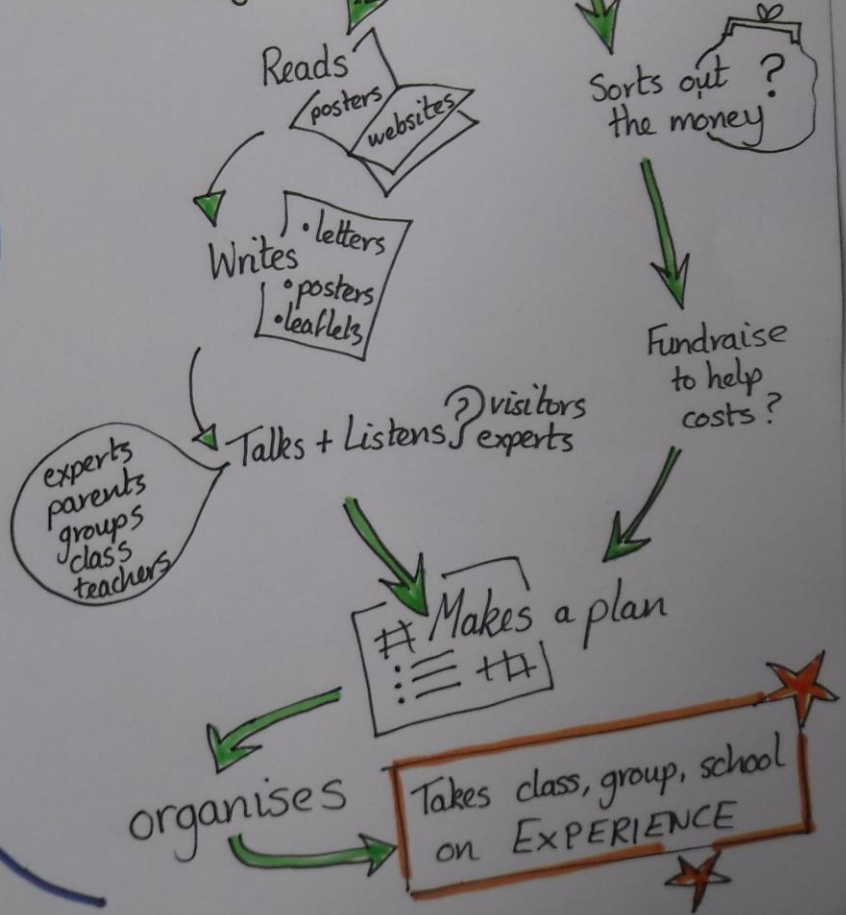 Reads
posters
websites
Sorts out ?
the money
Writes
• letters
• posters
• leaflets
Fundraise
to help
costs?
Talks + Listens ? visitors
experts
experts
parents
groups
class
teachers
Makes a plan
organises
Takes class, group, school
on EXPERIENCE